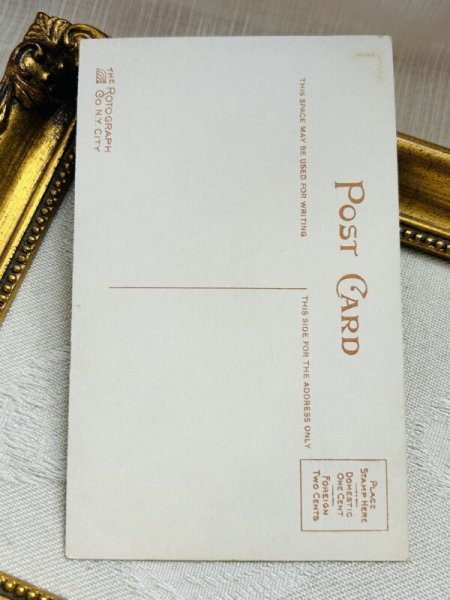 POST CARD
THIS SPACE MAY BE USED FOR WRITING
THIS SIDE FOR THE ADDRESS ONLY
PLACE
STAMP HERE
DOMESTIC
ONE CENT
FOREIGN
TWO CENTS
THE ROTOGRAPH
CO N.Y. CITY